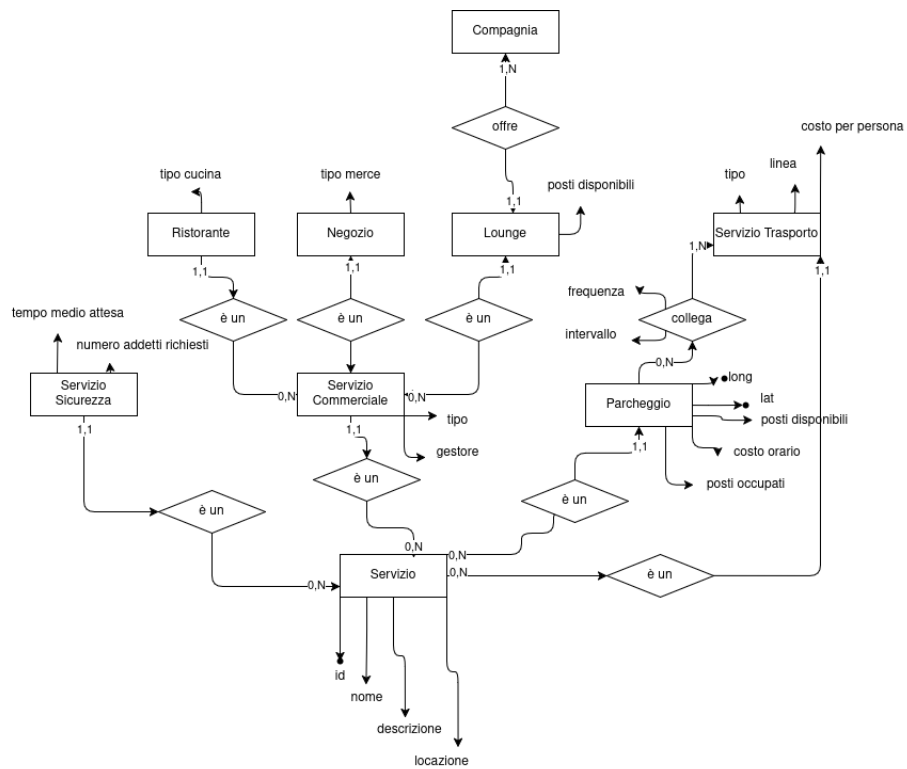 Compagnia
1,N
offre
costo per persona
linea
tipo cucina
tipo merce
tipo
posti disponibili
1,1
Ristorante
Negozio
Lounge
Servizio Trasporto
1,N
1,1
1,1
1,1
1,1
frequenza
tempo medio attesa
è un
è un
è un
collega
numero addetti richiesti
intervallo
0,N
Servizio
Sicurezza
Servizio
Commerciale
long
0,N
0,N
lat
Parcheggio
tipo
posti disponibili
1,1
1,1
gestore
1,1
costo orario
è un
posti occupati
è un
è un
0,N
0,N
Servizio
0,N
è un
0,N
id
nome
descrizione
locazione